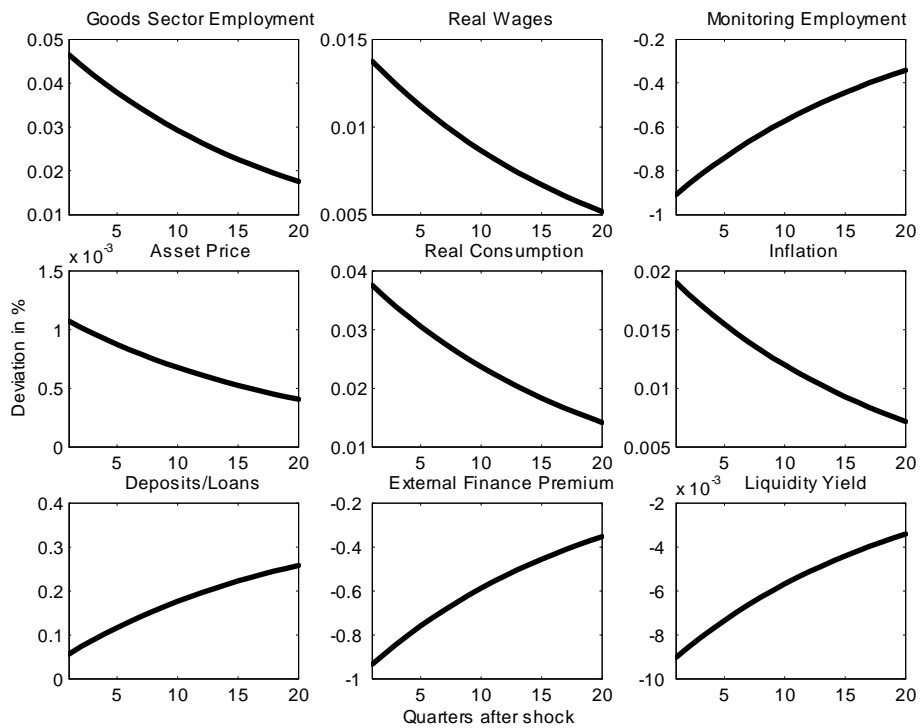 Goods Sector Employment
Real Wages
Monitoring Employment
0.05
0.04
0.03
0.02
0.01
5 10 15 20
0.015
0.01
0.005
5 10 15 20
-0.2
-0.4
-0.6
-0.8
-1
5 10 15 20
Asset Price
Real Consumption
Inflation
x 10-3
1.5
1
0.5
0
5 10 15 20
0.04
0.03
0.02
0.01
5 10 15 20
0.02
0.015
0.01
0.005
5 10 15 20
Deviation in %
Deposits/Loans
External Finance Premium
Liquidity Yield
0.4
0.3
0.2
0.1
0
5 10 15 20
-0.2
-0.4
-0.6
-0.8
-1
5 10 15 20
x 10-3
-2
-4
-6
-8
-10
5 10 15 20
Quarters after shock